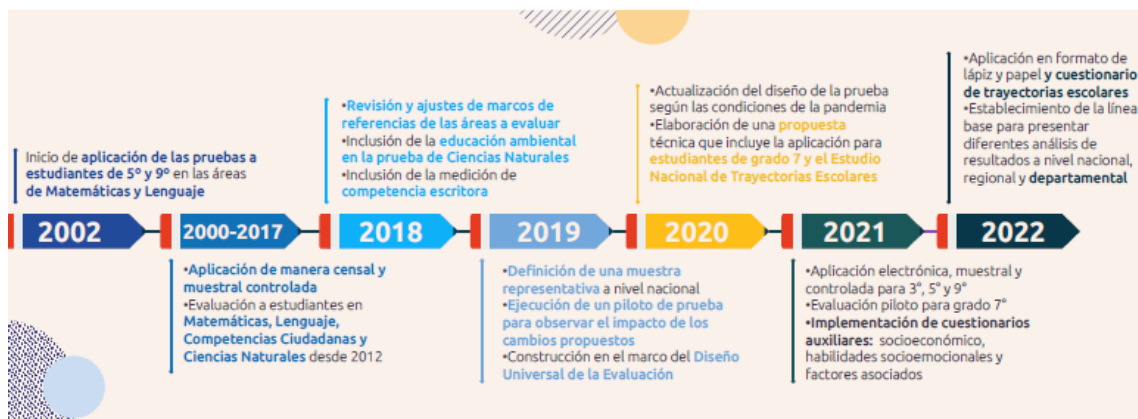 Inicio de aplicación de las pruebas a
estudiantes de 5º y 9º en las áreas
de Matemáticas y Lenguaje
2002
2000-2017
•Aplicación de manera censal y
muestral controlada
•Evaluación a estudiantes en
Matemáticas, Lenguaje,
Competencias Ciudadanas y
Ciencias Naturales desde 2012
•Revisión y ajustes de marcos de
referencias de las áreas a evaluar
•Inclusión de la educación ambiental
en la prueba de Ciencias Naturales
•Inclusión de la medición de
competencia escritora
2018
2019
•Definición de una muestra
representativa a nivel nacional
•Ejecución de un piloto de prueba
para observar el impacto de los
cambios propuestos
•Construcción en el marco del Diseño
Universal de la Evaluación
•Actualización del diseño de la prueba
según las condiciones de la pandemia
•Elaboración de una propuesta
técnica que incluye la aplicación para
estudiantes de grado 7 y el Estudio
Nacional de Trayectorias Escolares
2020
2021
•Aplicación electrónica, muestral y
controlada para 3°, 5° y 9°
•Evaluación piloto para grado 7°
•Implementación de cuestionarios
auxiliares: socioeconómico,
habilidades socioemocionales y
factores asociados
•Aplicación en formato de
lápiz y papel y cuestionario
de trayectorias escolares
•Establecimiento de la línea
base para presentar
diferentes análisis de
resultados a nivel nacional,
regional y departamental
2022